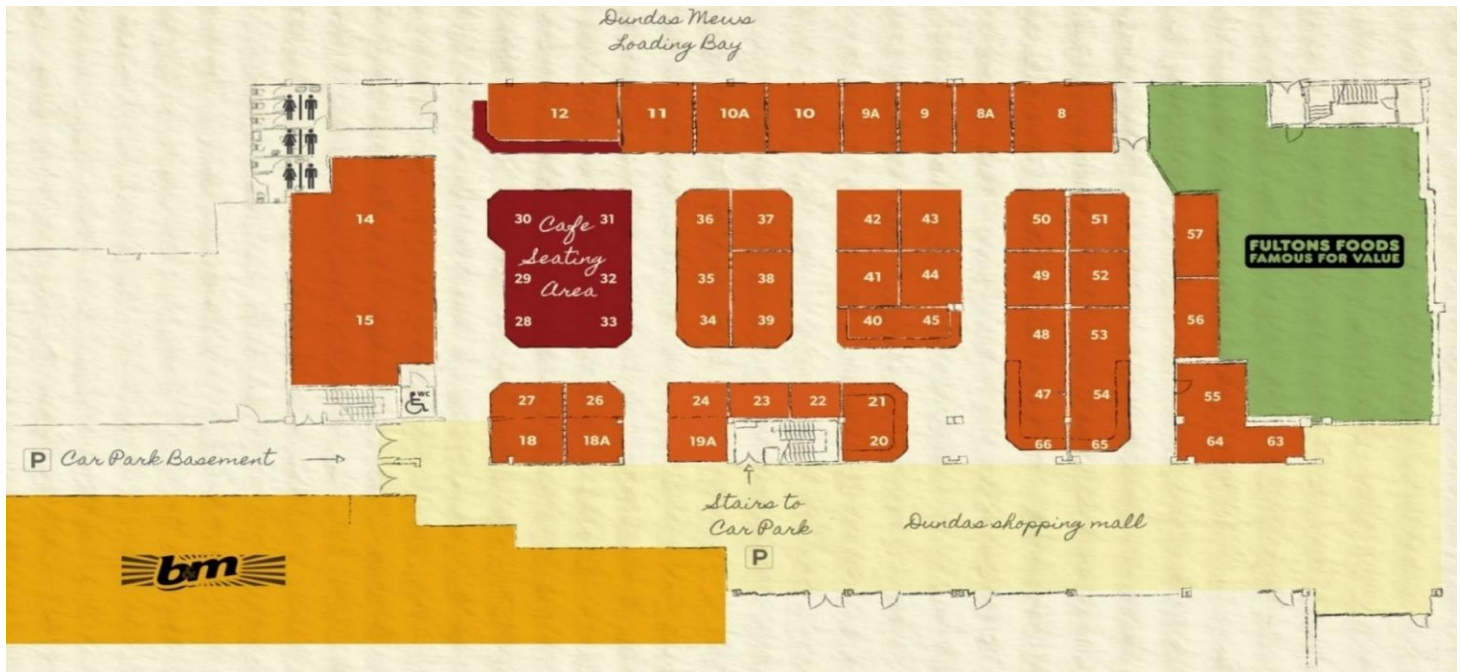 Dundas Mews
Loading Bay
12 11 10A 10 9A 9 8A 8
14
15
30 31
Cafe
Seating
Area
29 32
28 33
36 37
35 38
34 39
42 43
41 44
40 45
50 51
49 52
48 53
47 54
66 65
57
56
55
64 63
FULTONS FOODS
FAMOUS FOR VALUE
WC
27 26
18 18A
24 23 22 21
19A 20
P Car Park Basement
Stairs to
Car Park
P
Dundas shopping mall
bm